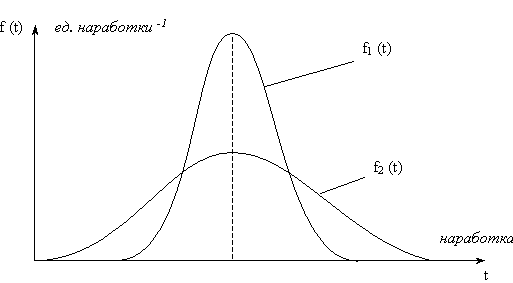 f (t)
ед. наработки -1
f1 (t)
f2 (t)
наработка
t